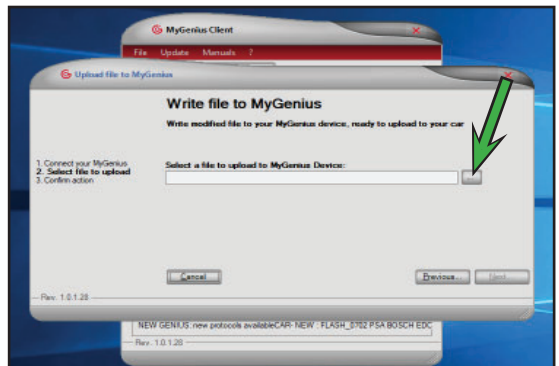 MyGenius Client
File Update Manuals ?
Upload file to MyGenius
Write file to MyGenius
Write modified file to your MyGenius device, ready to upload to your car
1. Connect your MyGenius
2. Select file to upload
3. Confirm action
Select a file to upload to MyGenius Device:
...
Cancel
Previous...
Next...
Rev. 1.0.1.28
NEW GENIUS: new protocols availableCAR- NEW : FLASH_0702 PSA BOSCH EDC
Rev. 1.0.1.28